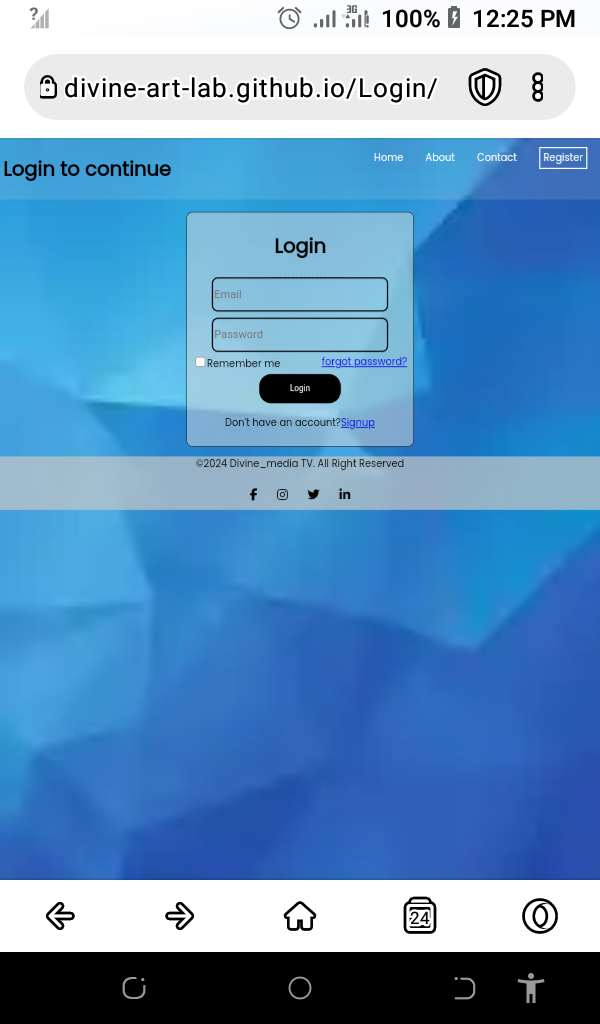 ? 3G 100% 12:25 PM
divine-art-lab.github.io/Login/
Login to continue
Home About Contact Register
Login
Email
Password
Remember me forgot password?
Login
Don't have an account?Signup
©2024 Divine_media TV. All Right Reserved
24